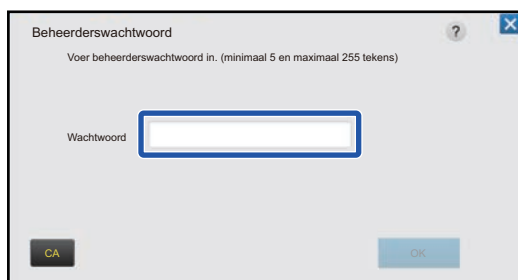 Beheerderswachtwoord
?
Voer beheerderswachtwoord in. (minimaal 5 en maximaal 255 tekens)
Wachtwoord
CA
OK